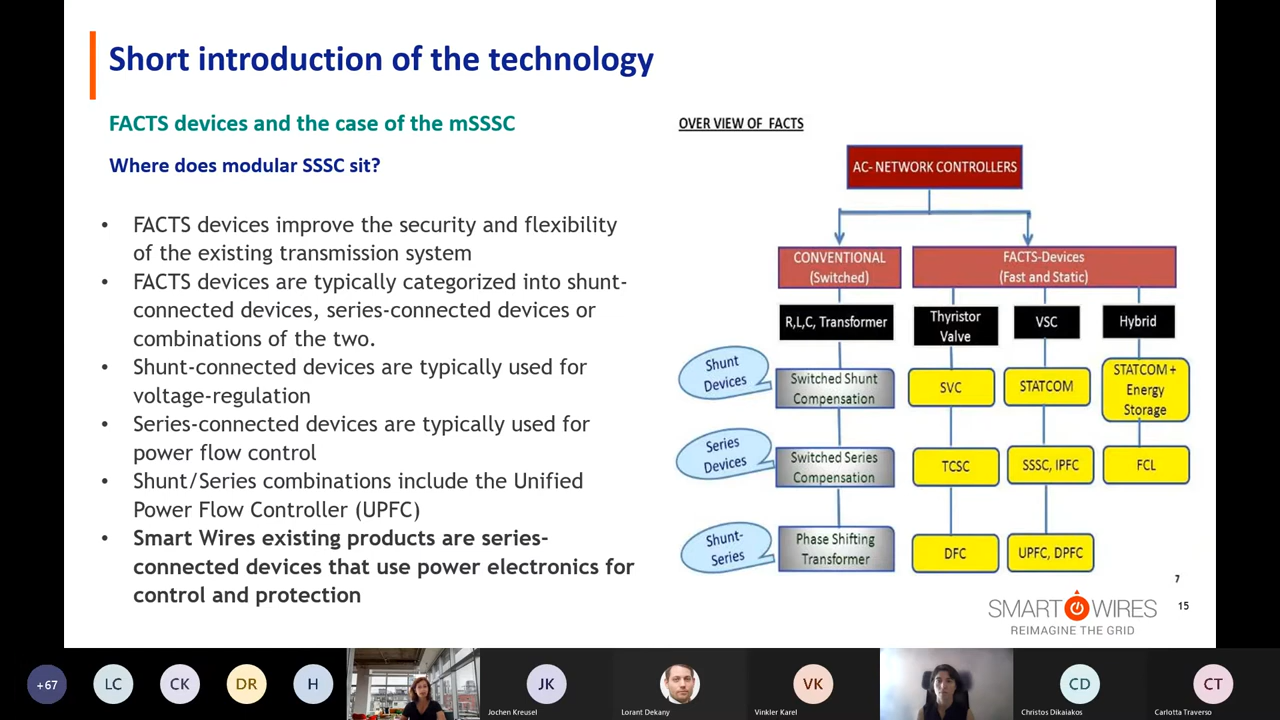 Short introduction of the technology
FACTS devices and the case of the mSSSC
Where does modular SSSC sit?
• FACTS devices improve the security and flexibility
of the existing transmission system
• FACTS devices are typically categorized into shunt-
connected devices, series-connected devices or
combinations of the two.
• Shunt-connected devices are typically used for
voltage-regulation
• Series-connected devices are typically used for
power flow control
• Shunt/Series combinations include the Unified
Power Flow Controller (UPFC)
• Smart Wires existing products are series-
connected devices that use power electronics for
control and protection
OVER VIEW OF FACTS
AC- NETWORK CONTROLLERS
CONVENTIONAL
(Switched)
FACTS-Devices
(Fast and Static)
R,L,C, Transformer
Thyristor
Valve
VSC
Hybrid
Shunt
Devices
Switched Shunt
Compensation
SVC
STATCOM
STATCOM +
Energy
Storage
Series
Devices
Switched Series
Compensation
TCSC
SSSC, IPFC
FCL
Shunt-
Series
Phase Shifting
Transformer
DFC
UPFC, DPFC
7
SMART WIRES
REIMAGINE THE GRID
15
+67
LC
CK
DR
H
JK
Jochen Kreusel
Lorant Dekany
VK
Vinkler Karel
CD
Christos Dikaiakos
CT
Carlotta Traverso